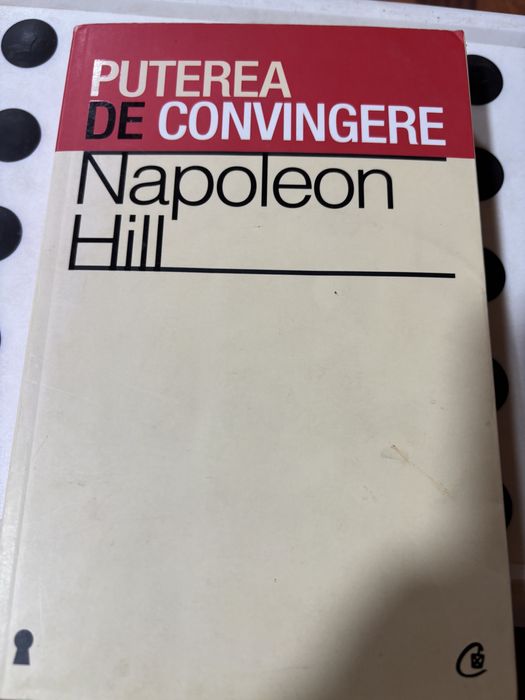 PUTEREA
DE CONVINGERE
Napoleon
Hill